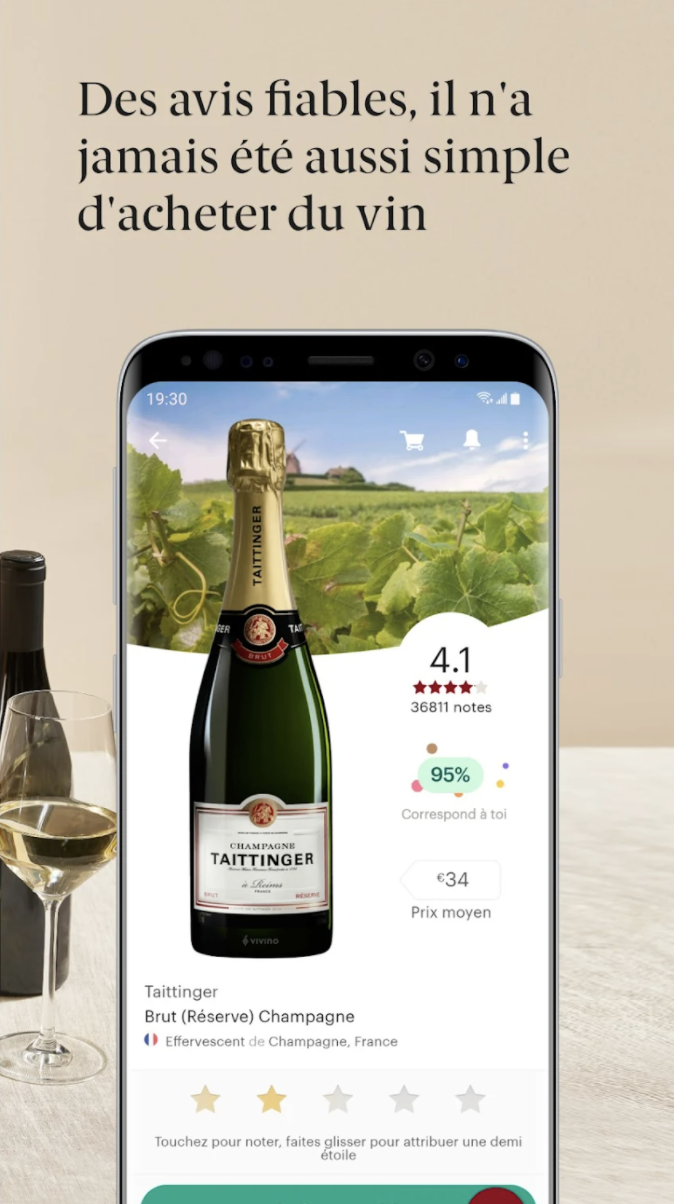 Des avis fiables, il n'a
jamais été aussi simple
d'acheter du vin
19:30
TAITTINGER
BRUT
4.1
36811 notes
95%
Correspond à toi
€34
Prix moyen
CHAMPAGNE
TAITTINGER
à Reims
FRANCE
BRUT RÉSERVE
VIVINO
Taittinger
Brut (Réserve) Champagne
Effervescent de Champagne, France
Touchez pour noter, faites glisser pour attribuer une demi
étoile